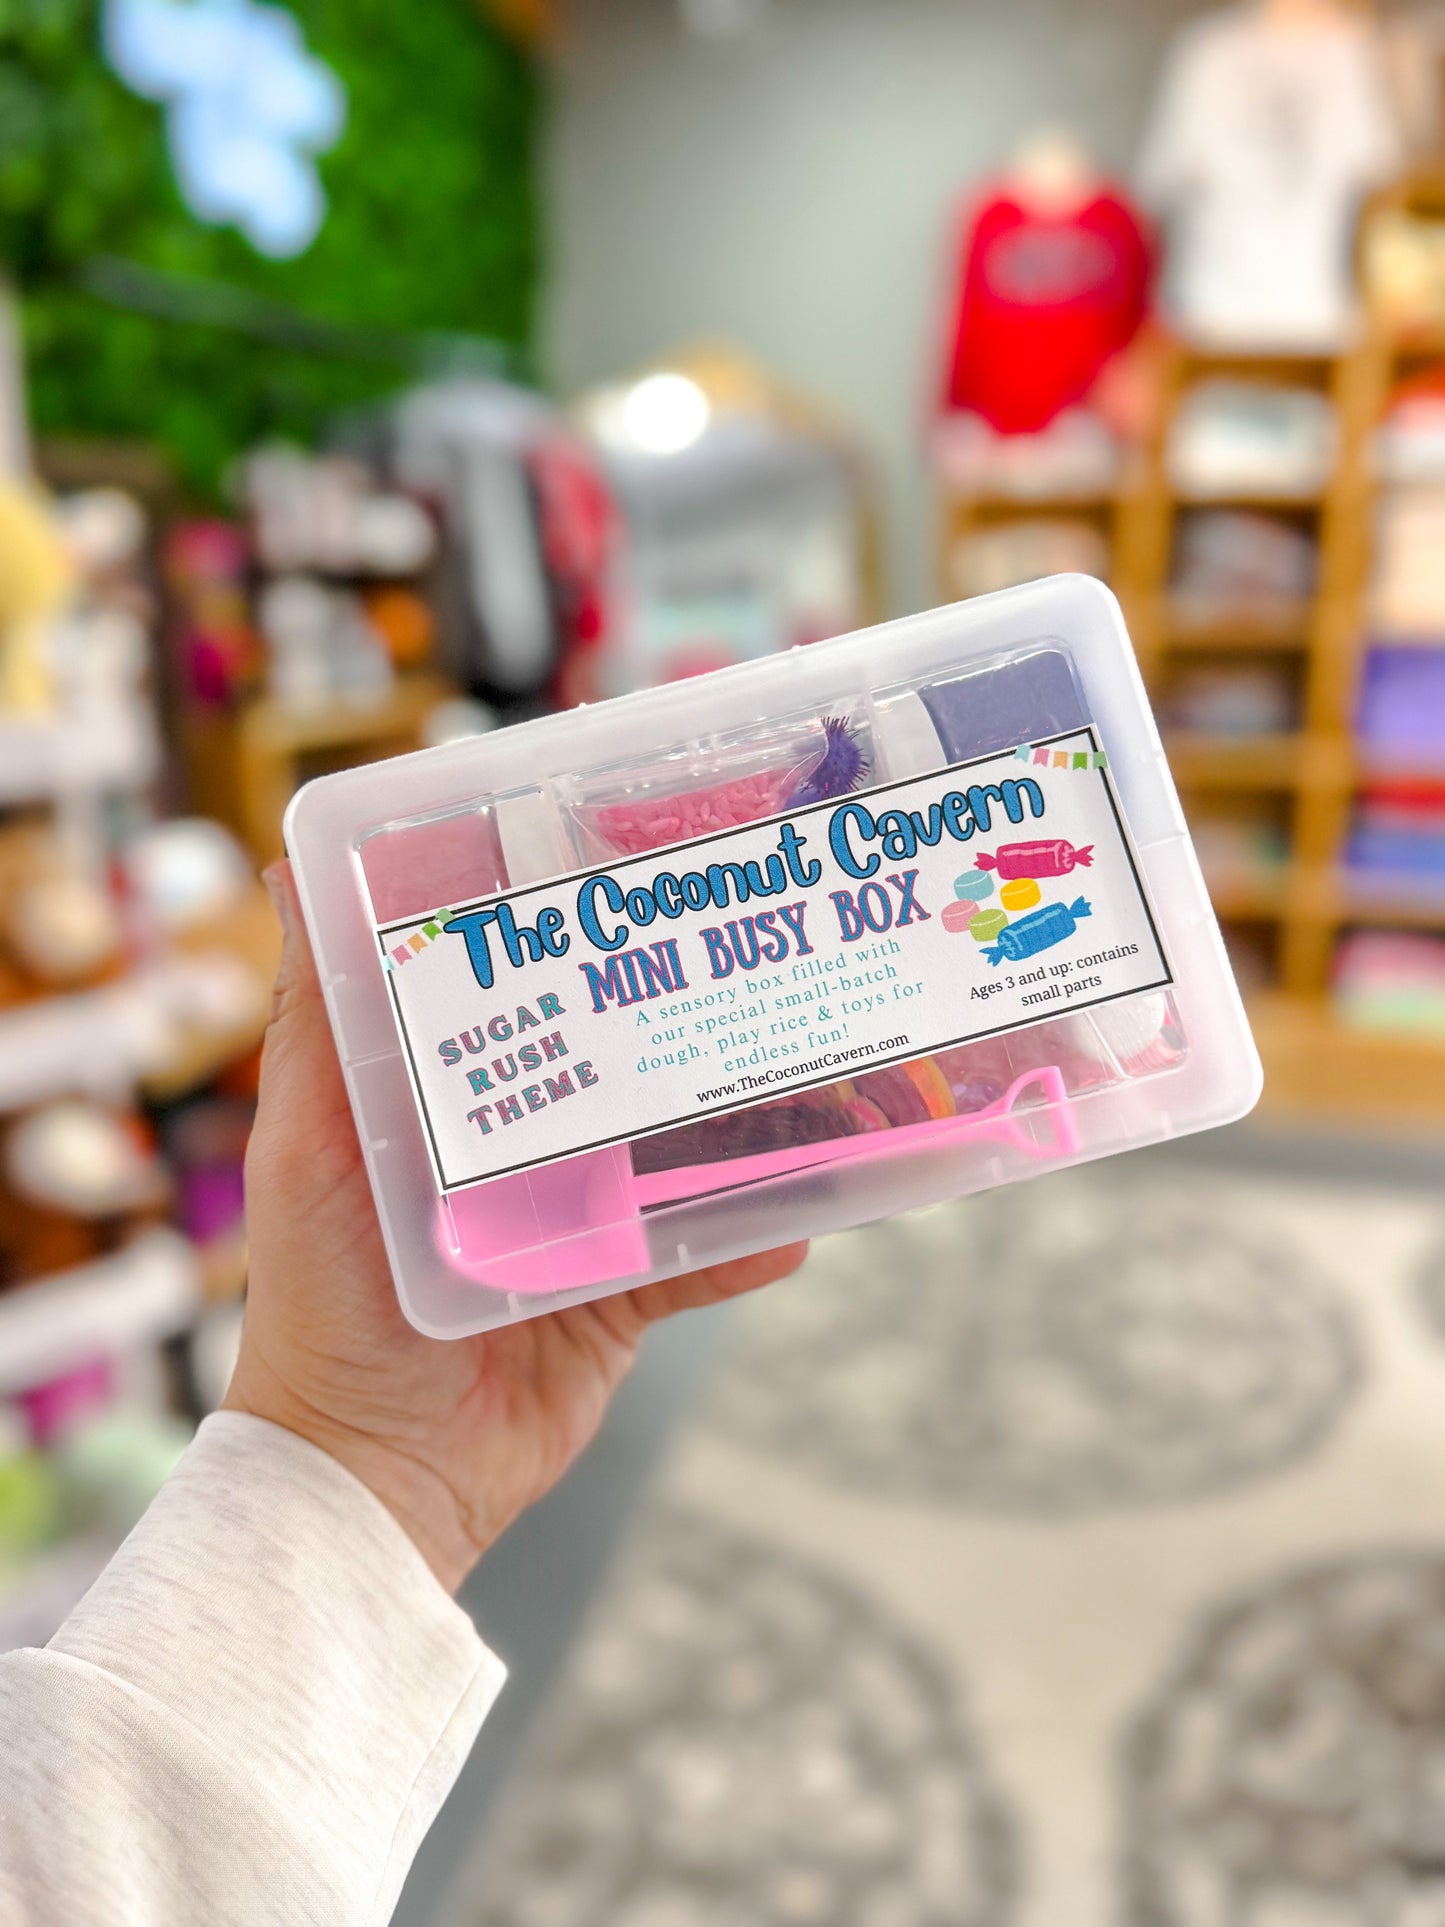 The Coconut Cavern
MINI BUSY BOX
SUGAR
RUSH
THEME
A sensory box filled with
our special small-batch
dough, play rice & toys for
endless fun!
www.TheCoconutCavern.com
Ages 3 and up: contains
small parts